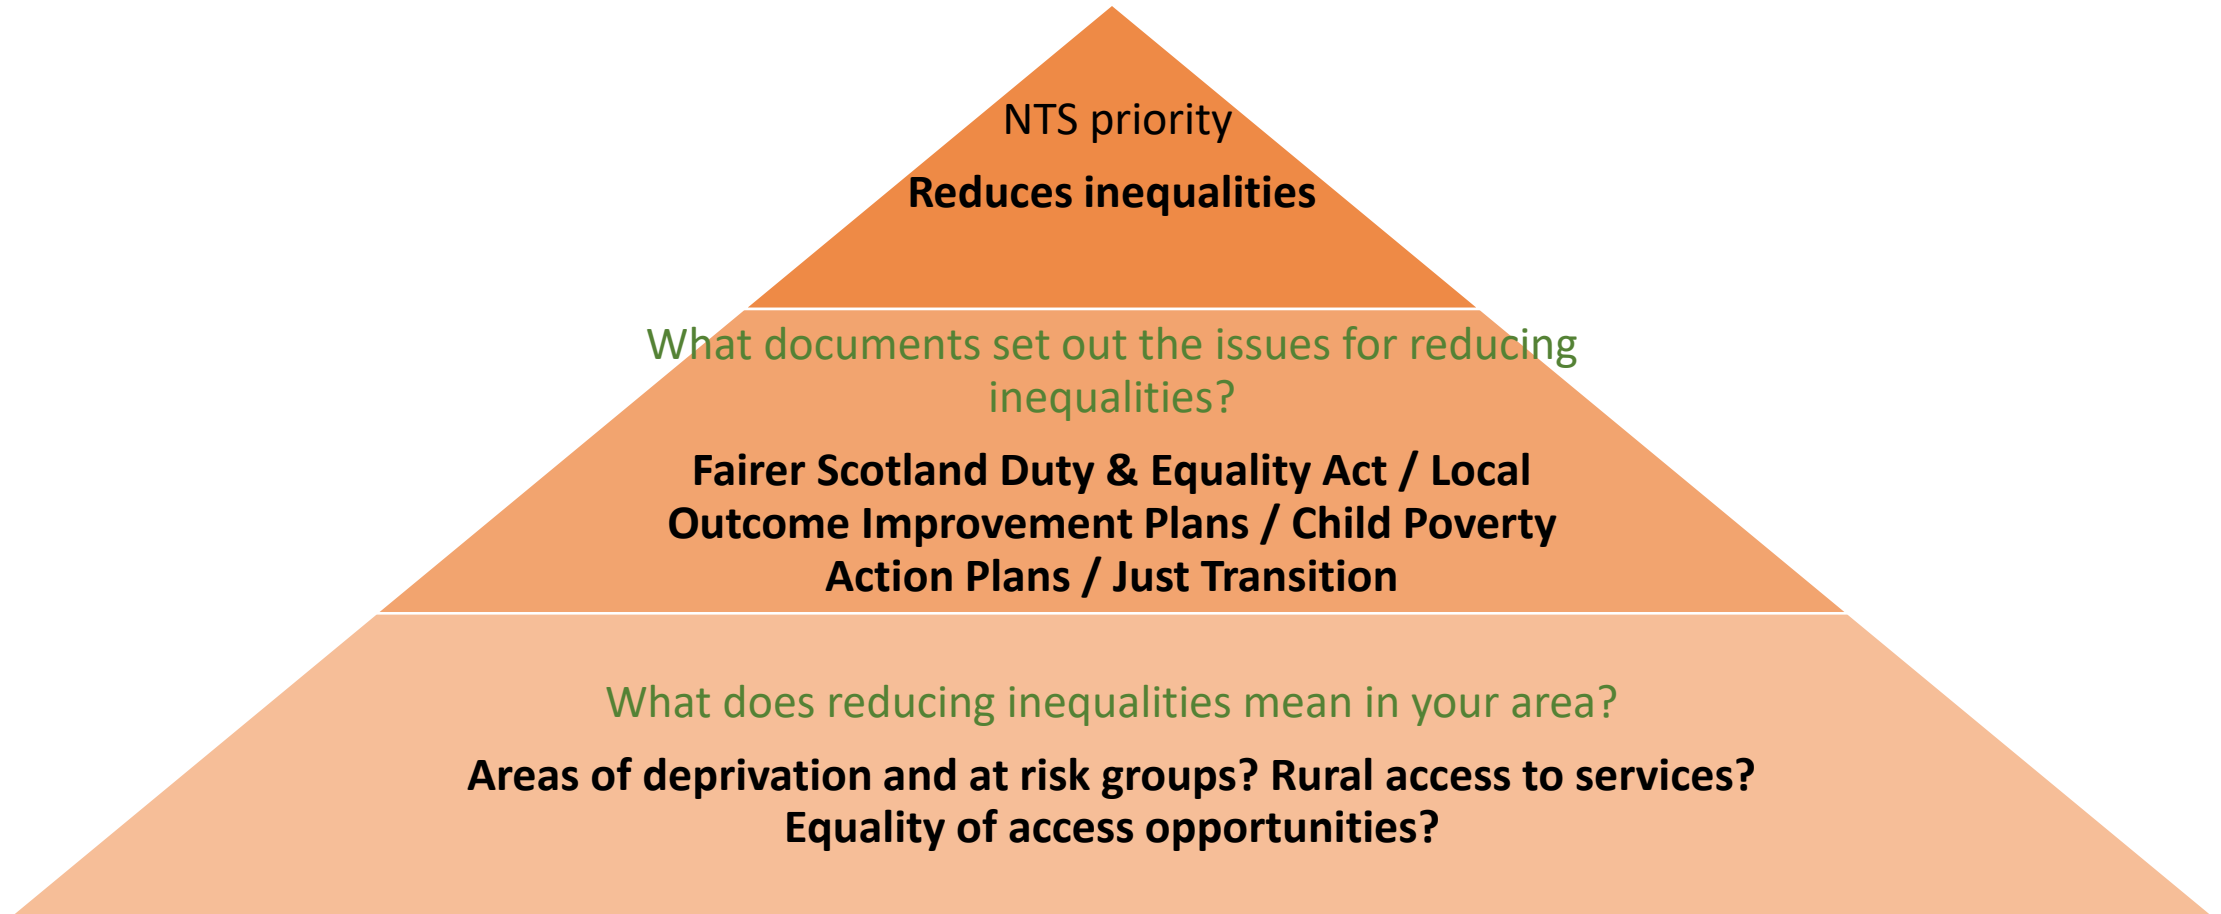 NTS priority
Reduces inequalities
What documents set out the issues for reducing
inequalities?
Fairer Scotland Duty & Equality Act / Local
Outcome Improvement Plans / Child Poverty
Action Plans / Just Transition
What does reducing inequalities mean in your area?
Areas of deprivation and at risk groups? Rural access to services?
Equality of access opportunities?